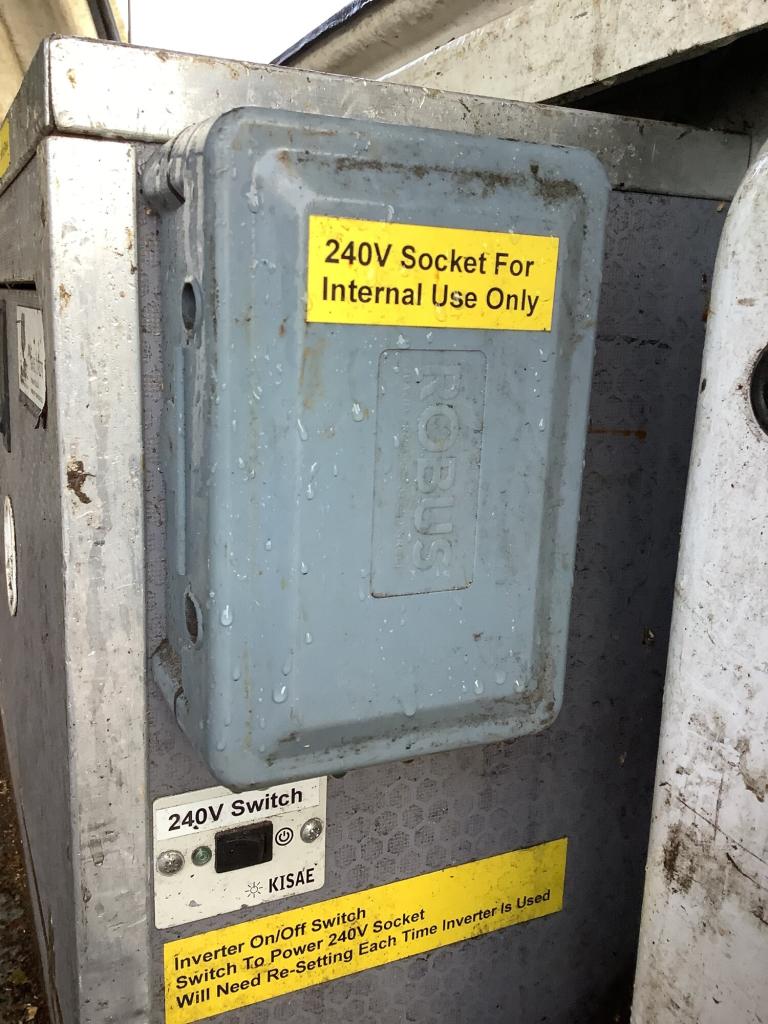 240V Socket For
Internal Use Only
ROBUS
240V Switch
KISAE
Inverter On/Off Switch
Switch To Power 240V Socket
Will Need Re-Setting Each Time Inverter Is Used